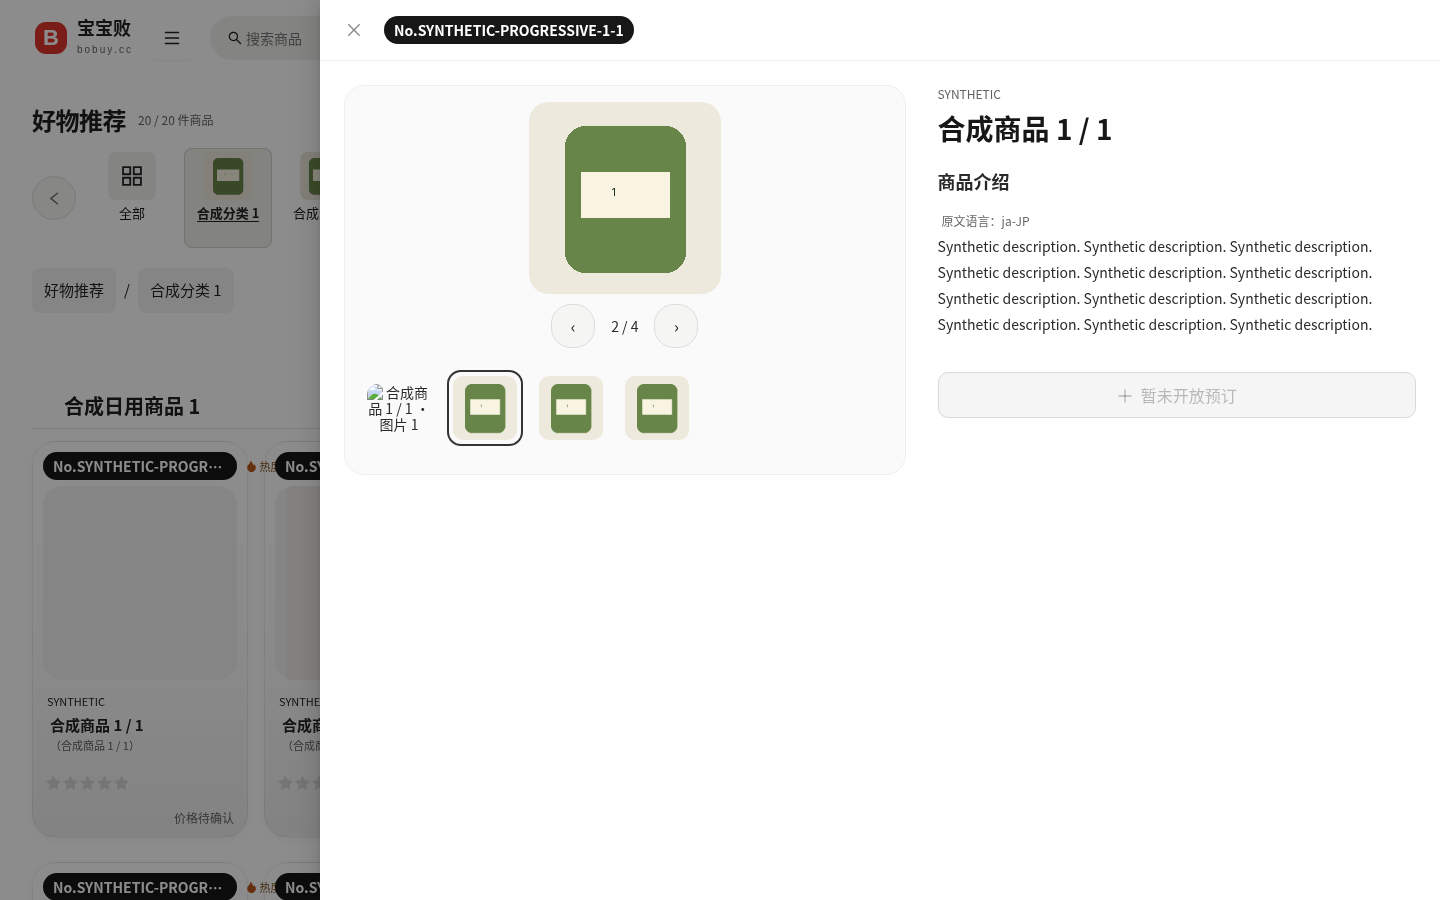 B 宝宝败
bobuy.cc
搜索商品
No.SYNTHETIC-PROGRESSIVE-1-1
好物推荐 20 / 20 件商品
全部
合成分类 1
合成
好物推荐 / 合成分类 1
合成日用商品 1
No.SYNTHETIC-PROGR···
热度
No.S
SYNTHETIC
合成商品 1 / 1
（合成商品 1 / 1）
价格待确认
SYNTHE
合成商
（合成商
No.SYNTHETIC-PROGR···
热度
No.S
1
‹ 2 / 4 ›
合成商
品 1 / 1 ·
图片 1
SYNTHETIC
合成商品 1 / 1
商品介绍
原文语言：ja-JP
Synthetic description. Synthetic description. Synthetic description.
Synthetic description. Synthetic description. Synthetic description.
Synthetic description. Synthetic description. Synthetic description.
Synthetic description. Synthetic description. Synthetic description.
暂未开放预订